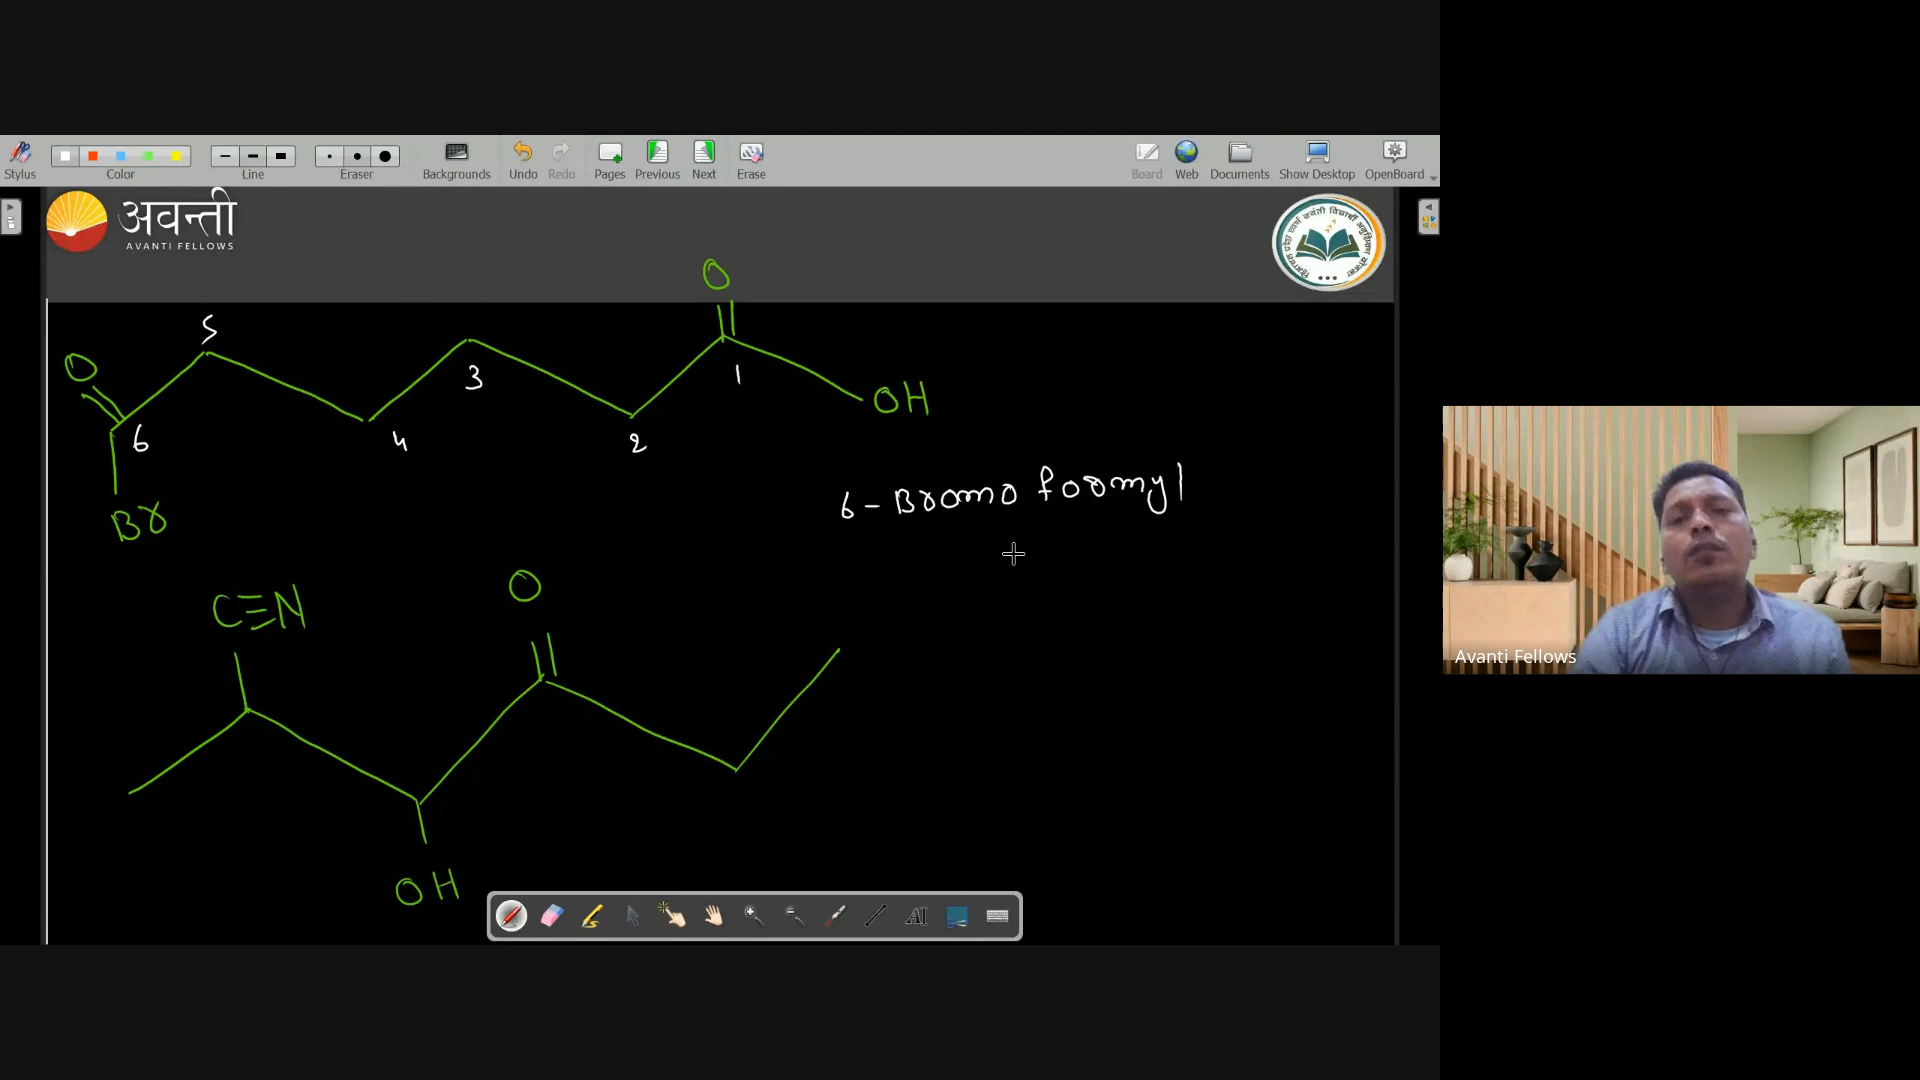 Stylus
Color
Line
Eraser
Backgrounds
Undo
Redo
Pages
Previous
Next
Erase
Board
Web
Documents
Show Desktop
OpenBoard
अवन्ती
AVANTI FELLOWS
O
5
O
3
1
OH
6
4
2
Br
6-Bromo formyl
C≡N
O
OH
AI
Avanti Fellows